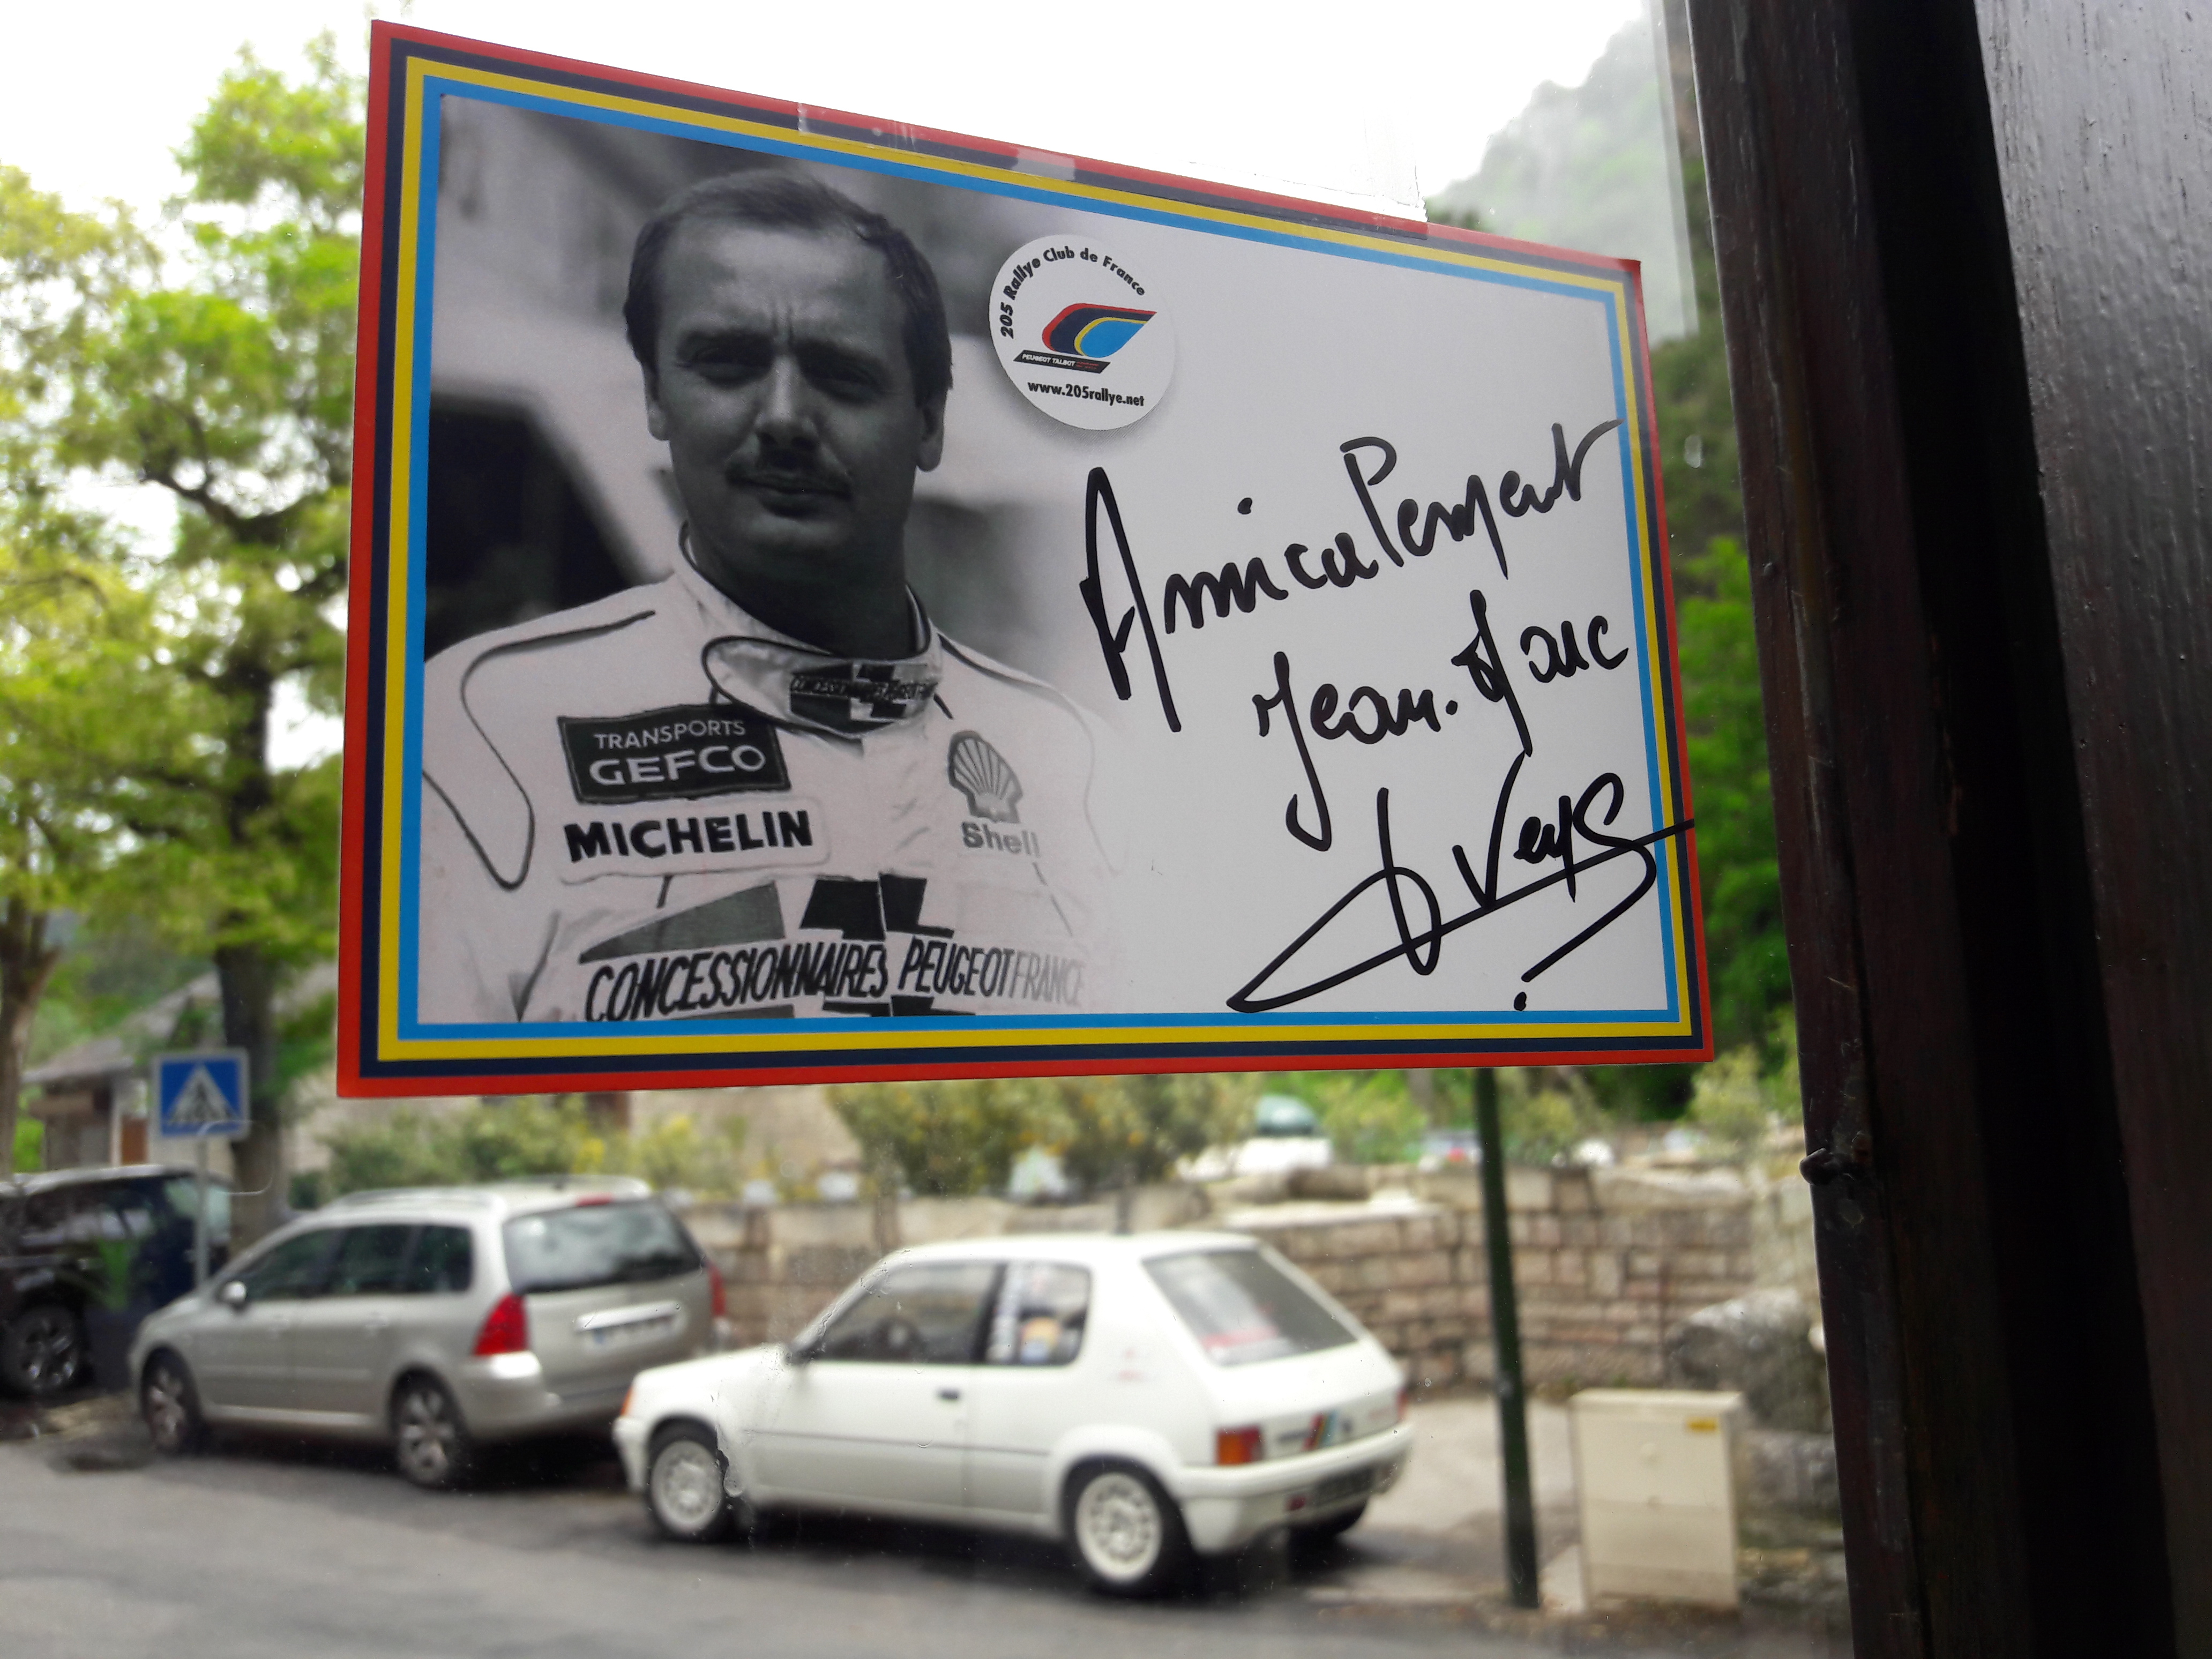 205 Rallye Club de France
PEUGEOT TALBOT
www.205rallye.net
Amicalement
Jean-Marc
Veys
TRANSPORTS
GEFCO
MICHELIN
Shell
CONCESSIONNAIRES PEUGEOT FRANCE